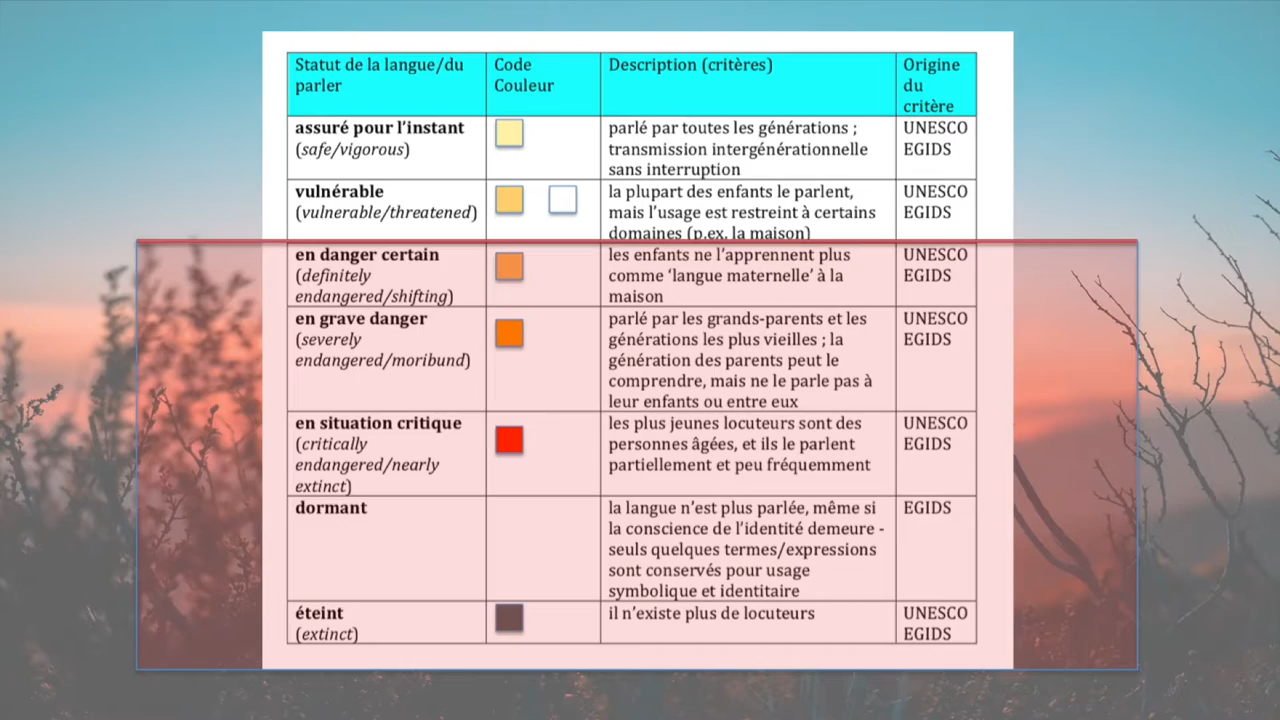 Statut de la langue/du parler
Code Couleur
Description (critères)
Origine du critère
assuré pour l'instant
(safe/vigorous)
parlé par toutes les générations ;
transmission intergénérationnelle
sans interruption
UNESCO
EGIDS
vulnérable
(vulnerable/threatened)
la plupart des enfants le parlent,
mais l'usage est restreint à certains
domaines (p.ex. la maison)
UNESCO
EGIDS
en danger certain
(definitely
endangered/shifting)
les enfants ne l'apprennent plus
comme 'langue maternelle' à la
maison
UNESCO
EGIDS
en grave danger
(severely
endangered/moribund)
parlé par les grands-parents et les
générations les plus vieilles ; la
génération des parents peut le
comprendre, mais ne le parle pas à
leur enfants ou entre eux
UNESCO
EGIDS
en situation critique
(critically
endangered/nearly
extinct)
les plus jeunes locuteurs sont des
personnes âgées, et ils le parlent
partiellement et peu fréquemment
UNESCO
EGIDS
dormant
la langue n'est plus parlée, même si
la conscience de l'identité demeure -
seuls quelques termes/expressions
sont conservés pour usage
symbolique et identitaire
EGIDS
éteint
(extinct)
il n'existe plus de locuteurs
UNESCO
EGIDS